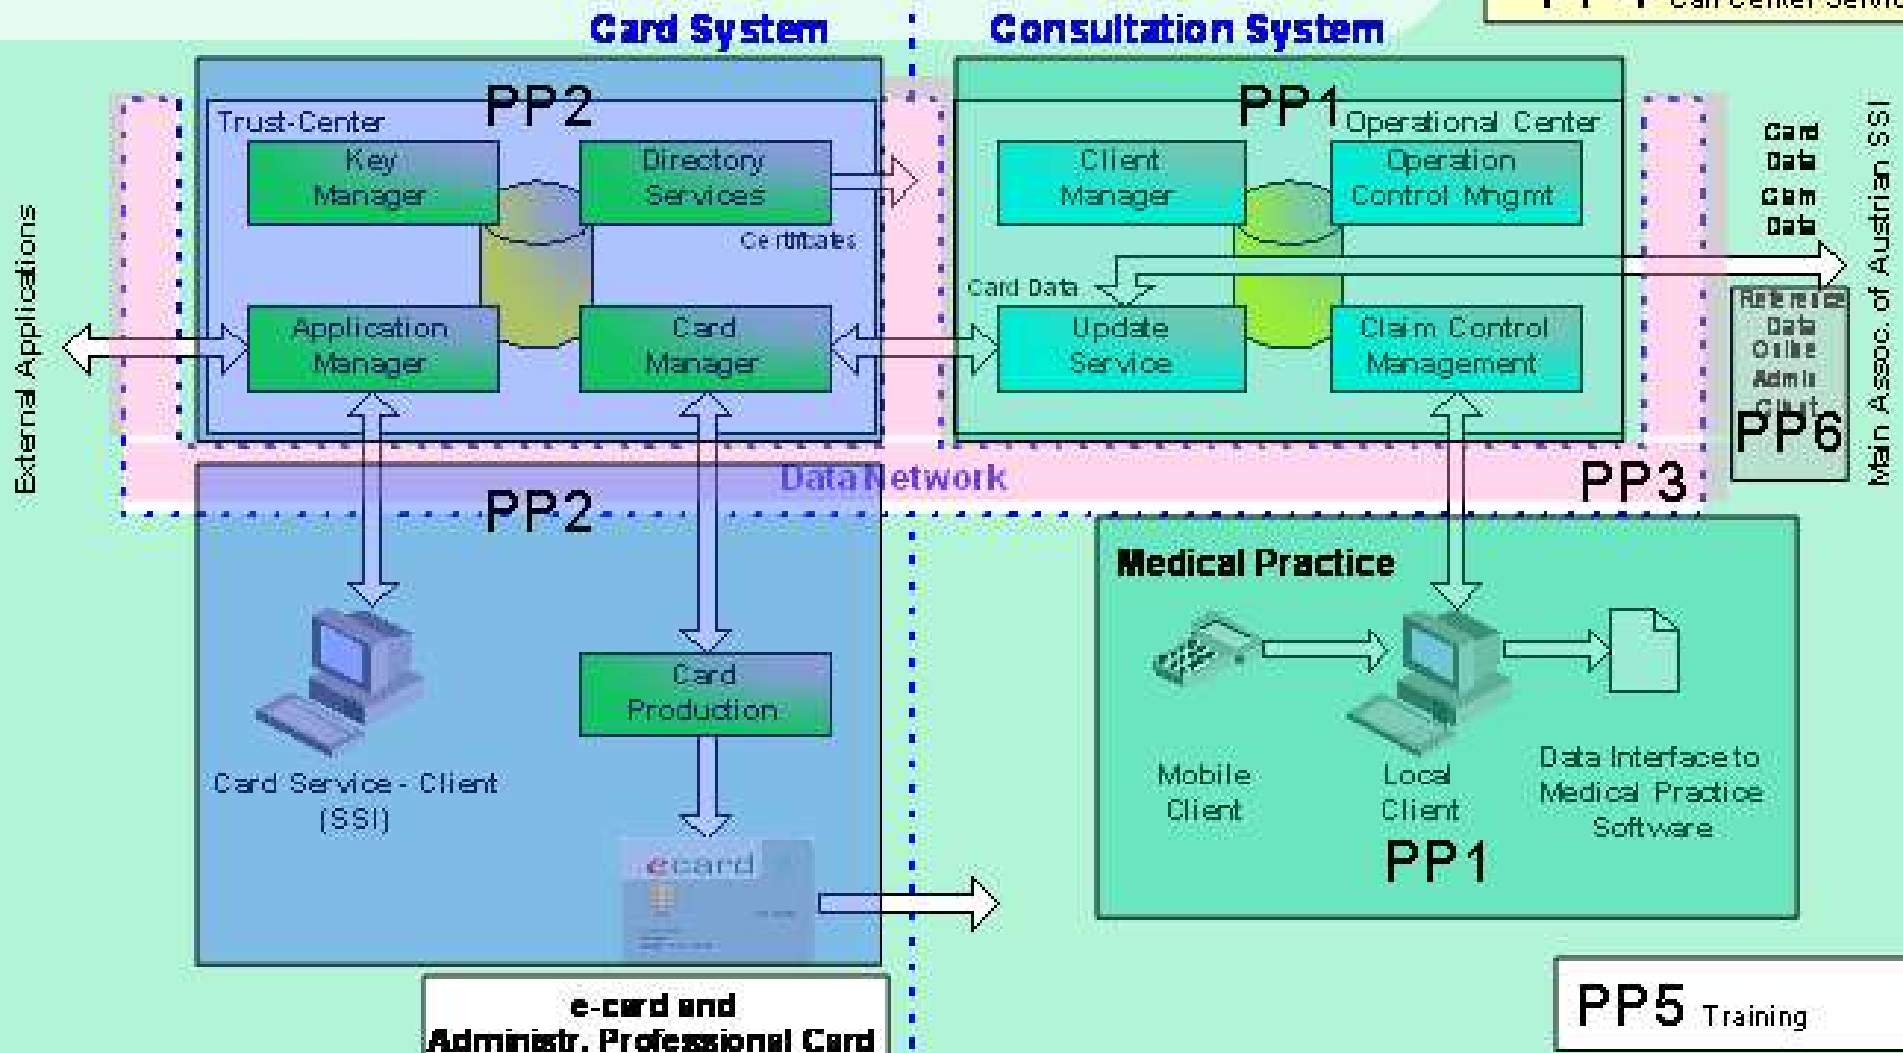 Card System
Consultation System
PP2
Trust-Center
Key
Manager
Directory
Services
Certificates
Application
Manager
Card
Manager
External Applications
PP1
Operational Center
Client
Manager
Operation
Control Mngmt
Card Data
Update
Service
Claim Control
Management
Card
Data
Data
Reference
Data
Online
Admin
PP6
Main Assoc. of Austrian SSI
Data Network
PP3
PP2
Card
Production
Card Service - Client
(SSI)
ecard
Medical Practice
Mobile
Client
Local
Client
Data Interface to
Medical Practice
Software
PP1
e-card and
Administr. Professional Card
PP5 Training